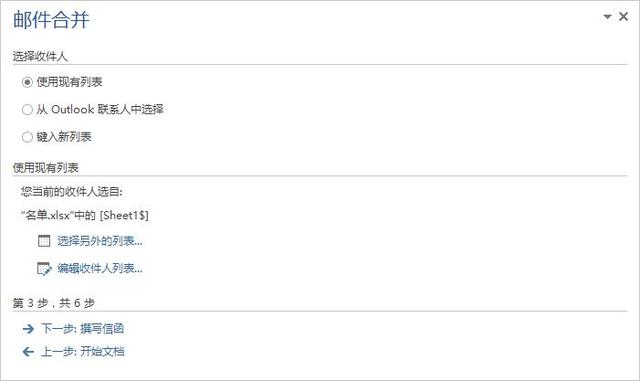 邮件合并
选择收件人
使用现有列表
从 Outlook 联系人中选择
键入新列表
使用现有列表
您当前的收件人选自:
"名单.xlsx"中的 [Sheet1$]
选择另外的列表...
编辑收件人列表...
第 3 步，共 6 步
下一步: 撰写信函
上一步: 开始文档